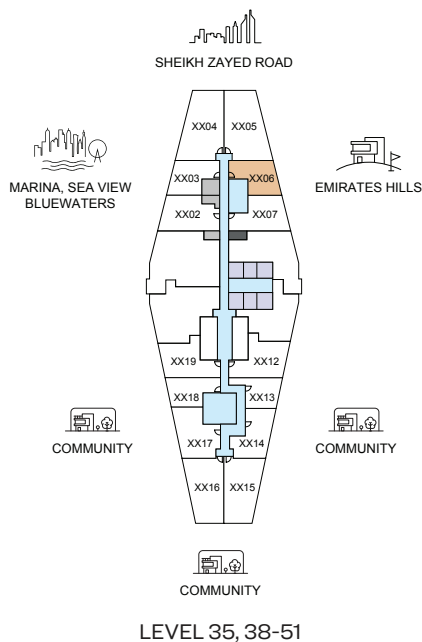 SHEIKH ZAYED ROAD
XX04
XX05
MARINA, SEA VIEW
BLUEWATERS
XX03
XX06
EMIRATES HILLS
XX02
XX07
XX19
XX12
XX18
XX13
COMMUNITY
COMMUNITY
XX17
XX14
XX16
XX15
COMMUNITY
LEVEL 35, 38-51